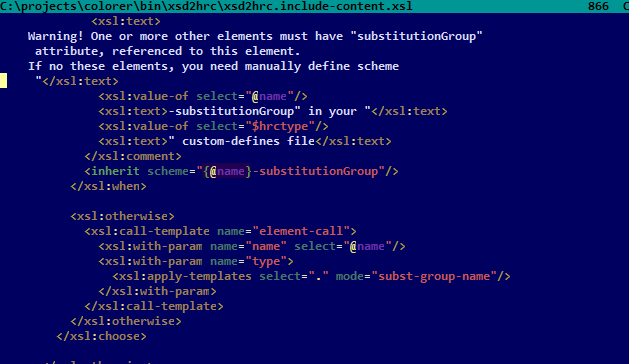 C:\projects\colorer\bin\xsd2hrc\xsd2hrc.include-content.xsl 866 C
<xsl:text>
Warning! One or more other elements must have "substitutionGroup"
attribute, referenced to this element.
If no these elements, you need manually define scheme
"</xsl:text>
<xsl:value-of select="@name"/>
<xsl:text>-substitutionGroup" in your "</xsl:text>
<xsl:value-of select="$hrctype"/>
<xsl:text>" custom-defines file</xsl:text>
</xsl:comment>
<inherit scheme="{@name}-substitutionGroup"/>
</xsl:when>
<xsl:otherwise>
<xsl:call-template name="element-call">
<xsl:with-param name="name" select="@name"/>
<xsl:with-param name="type">
<xsl:apply-templates select="." mode="subst-group-name"/>
</xsl:with-param>
</xsl:call-template>
</xsl:otherwise>
</xsl:choose>